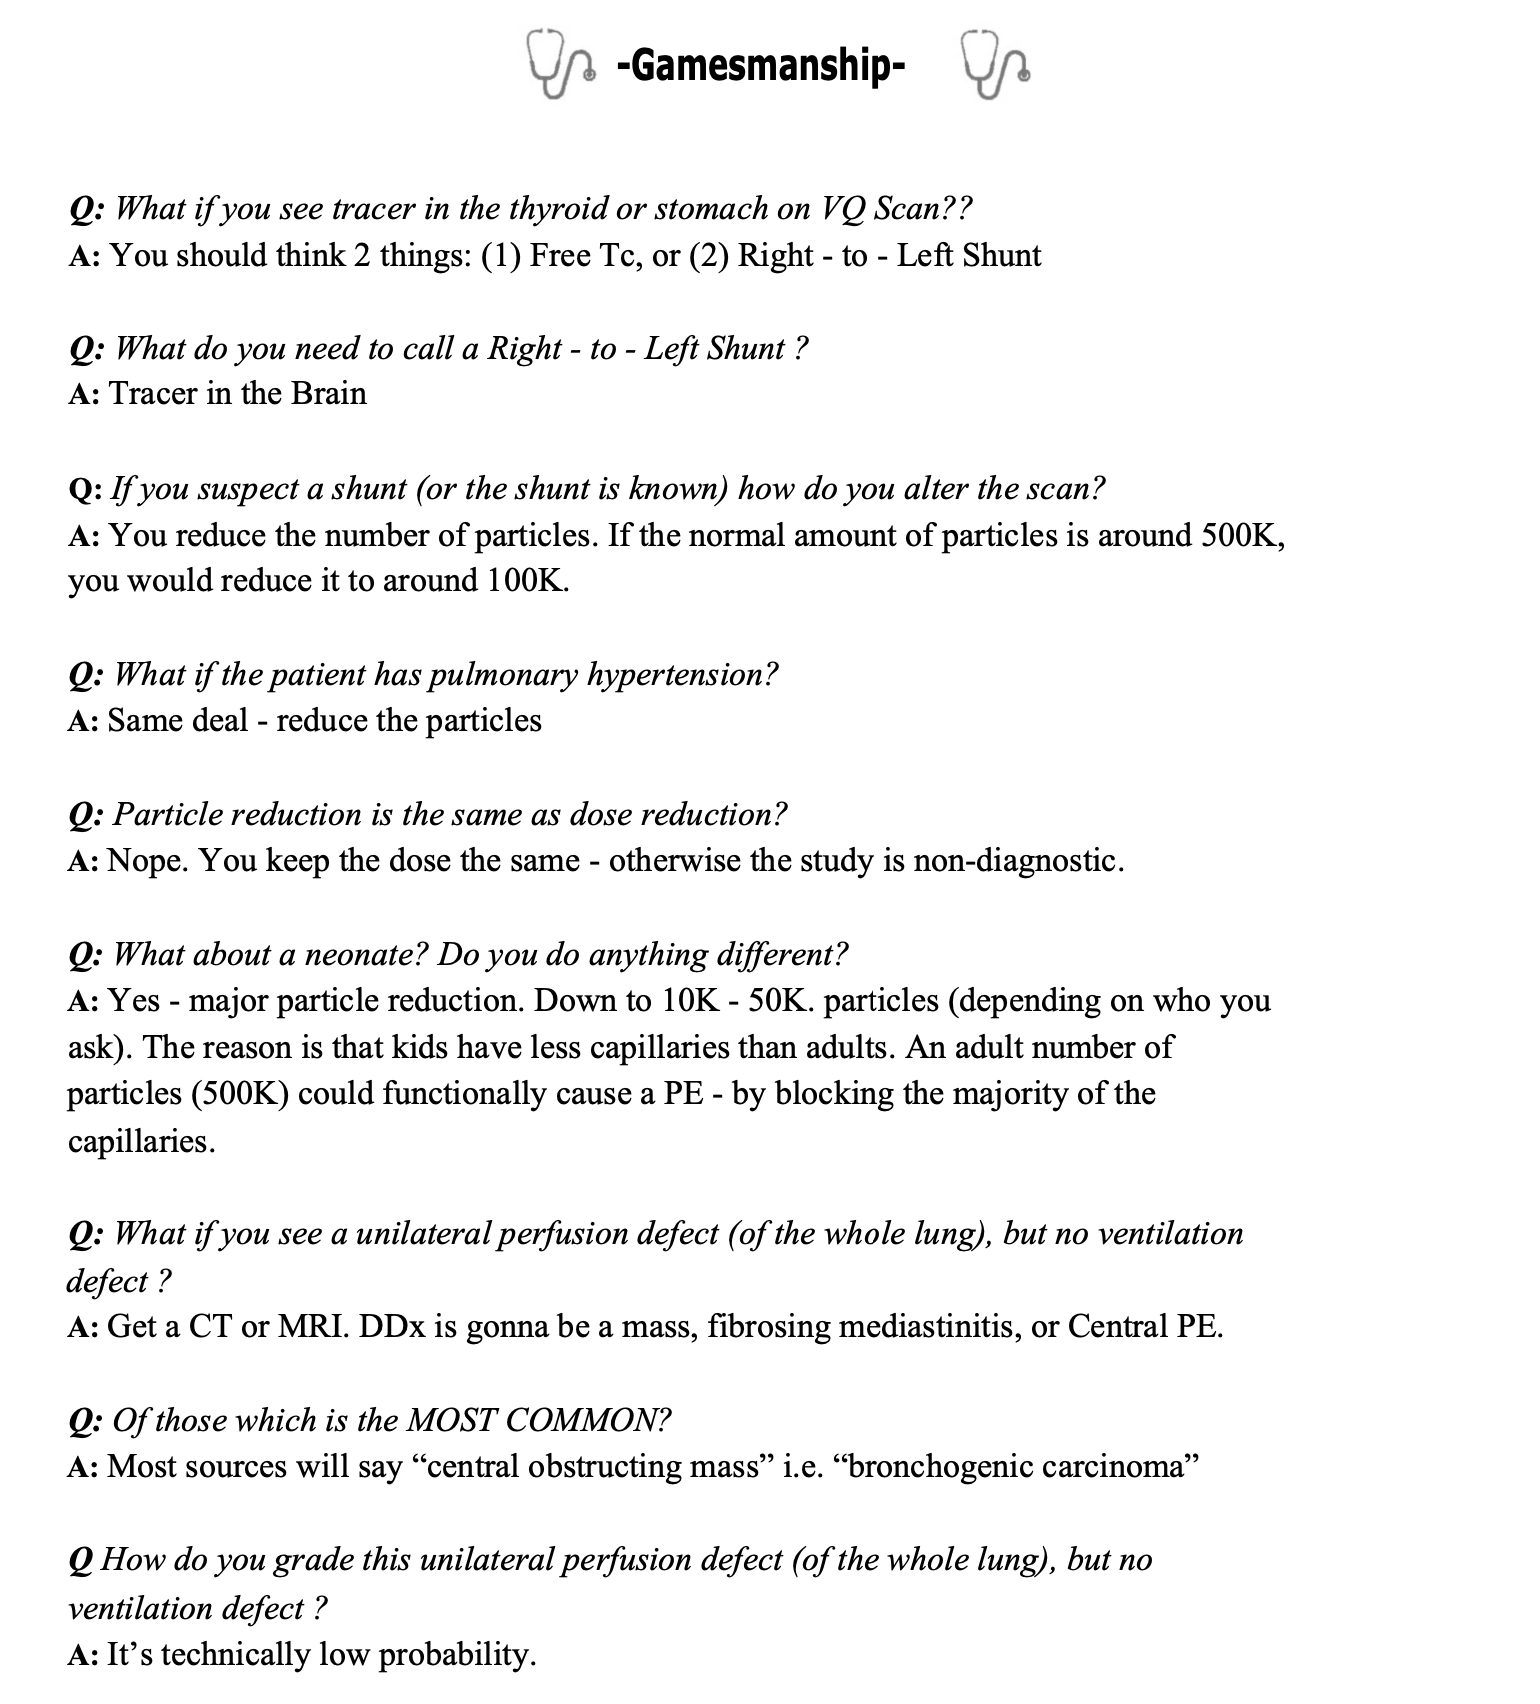 -Gamesmanship-
Q: What if you see tracer in the thyroid or stomach on VQ Scan??
A: You should think 2 things: (1) Free Tc, or (2) Right - to - Left Shunt
Q: What do you need to call a Right - to - Left Shunt ?
A: Tracer in the Brain
Q: If you suspect a shunt (or the shunt is known) how do you alter the scan?
A: You reduce the number of particles. If the normal amount of particles is around 500K,
you would reduce it to around 100K.
Q: What if the patient has pulmonary hypertension?
A: Same deal - reduce the particles
Q: Particle reduction is the same as dose reduction?
A: Nope. You keep the dose the same - otherwise the study is non-diagnostic.
Q: What about a neonate? Do you do anything different?
A: Yes - major particle reduction. Down to 10K - 50K. particles (depending on who you
ask). The reason is that kids have less capillaries than adults. An adult number of
particles (500K) could functionally cause a PE - by blocking the majority of the
capillaries.
Q: What if you see a unilateral perfusion defect (of the whole lung), but no ventilation
defect ?
A: Get a CT or MRI. DDx is gonna be a mass, fibrosing mediastinitis, or Central PE.
Q: Of those which is the MOST COMMON?
A: Most sources will say “central obstructing mass” i.e. “bronchogenic carcinoma”
Q How do you grade this unilateral perfusion defect (of the whole lung), but no
ventilation defect ?
A: It’s technically low probability.